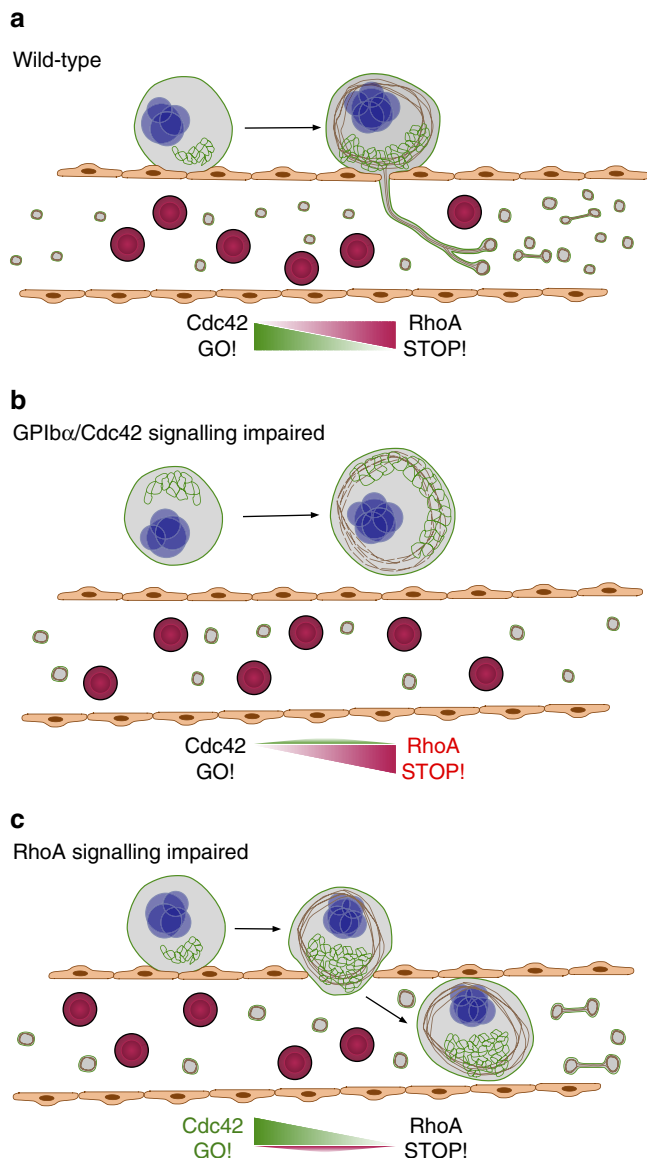 a
Wild-type
Cdc42 RhoA
GO! STOP!
b
GPIbα/Cdc42 signalling impaired
Cdc42 RhoA
GO! STOP!
c
RhoA signalling impaired
Cdc42 RhoA
GO! STOP!